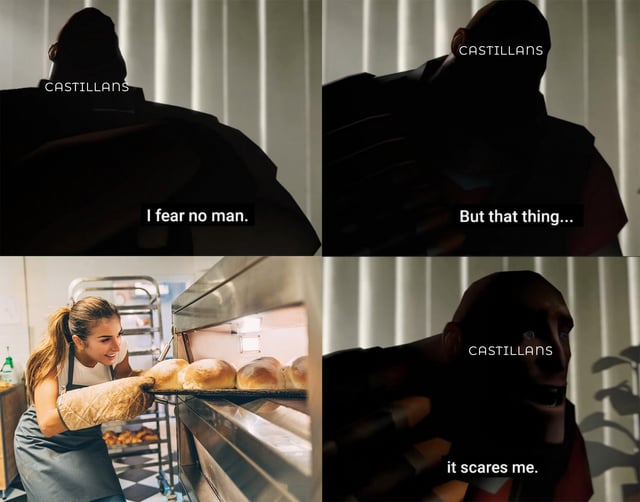 CASTILLANS
I fear no man.
CASTILLANS
But that thing...
CASTILLANS
it scares me.